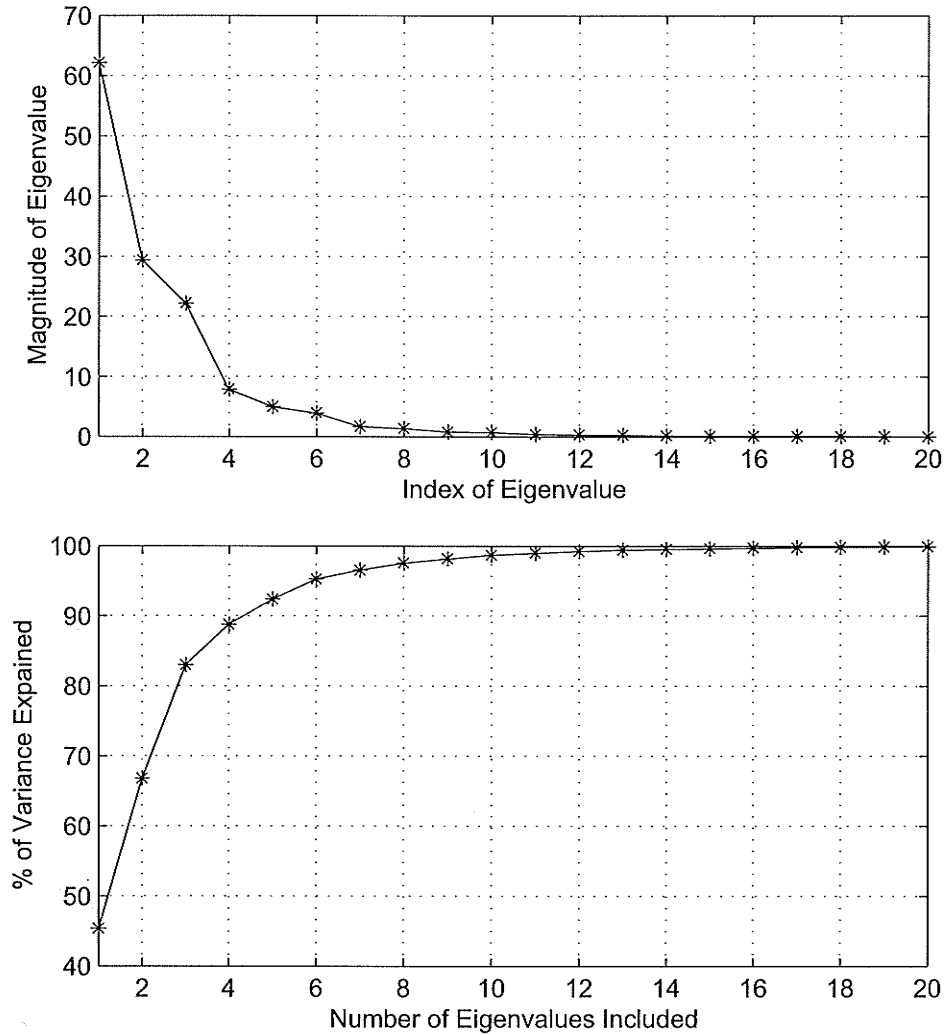 70
60
50
40
30
20
10
0
Magnitude of Eigenvalue
2 4 6 8 10 12 14 16 18 20
Index of Eigenvalue
100
90
80
70
60
50
40
% of Variance Expained
2 4 6 8 10 12 14 16 18 20
Number of Eigenvalues Included